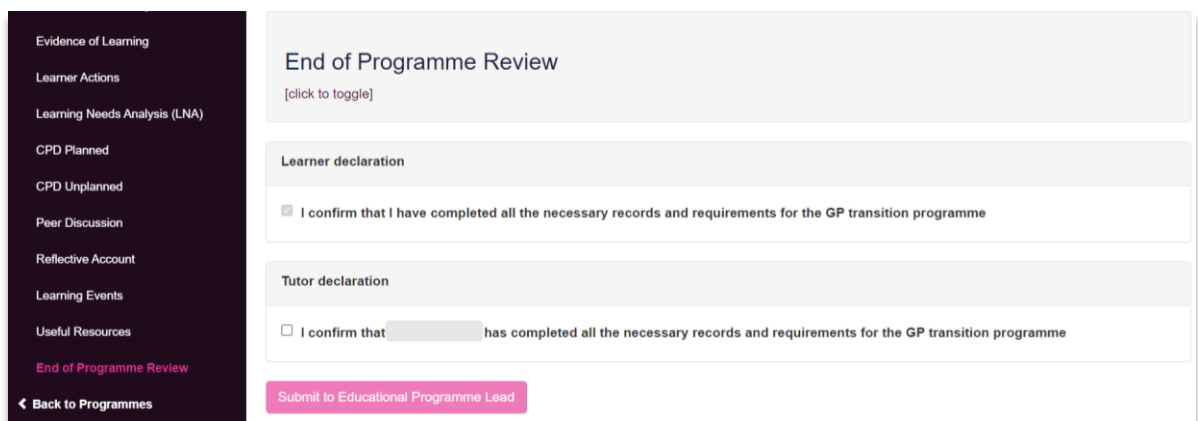 Evidence of Learning
Learner Actions
Learning Needs Analysis (LNA)
CPD Planned
CPD Unplanned
Peer Discussion
Reflective Account
Learning Events
Useful Resources
End of Programme Review
Back to Programmes
End of Programme Review
[click to toggle]
Learner declaration
I confirm that I have completed all the necessary records and requirements for the GP transition programme
Tutor declaration
I confirm that has completed all the necessary records and requirements for the GP transition programme
Submit to Educational Programme Lead